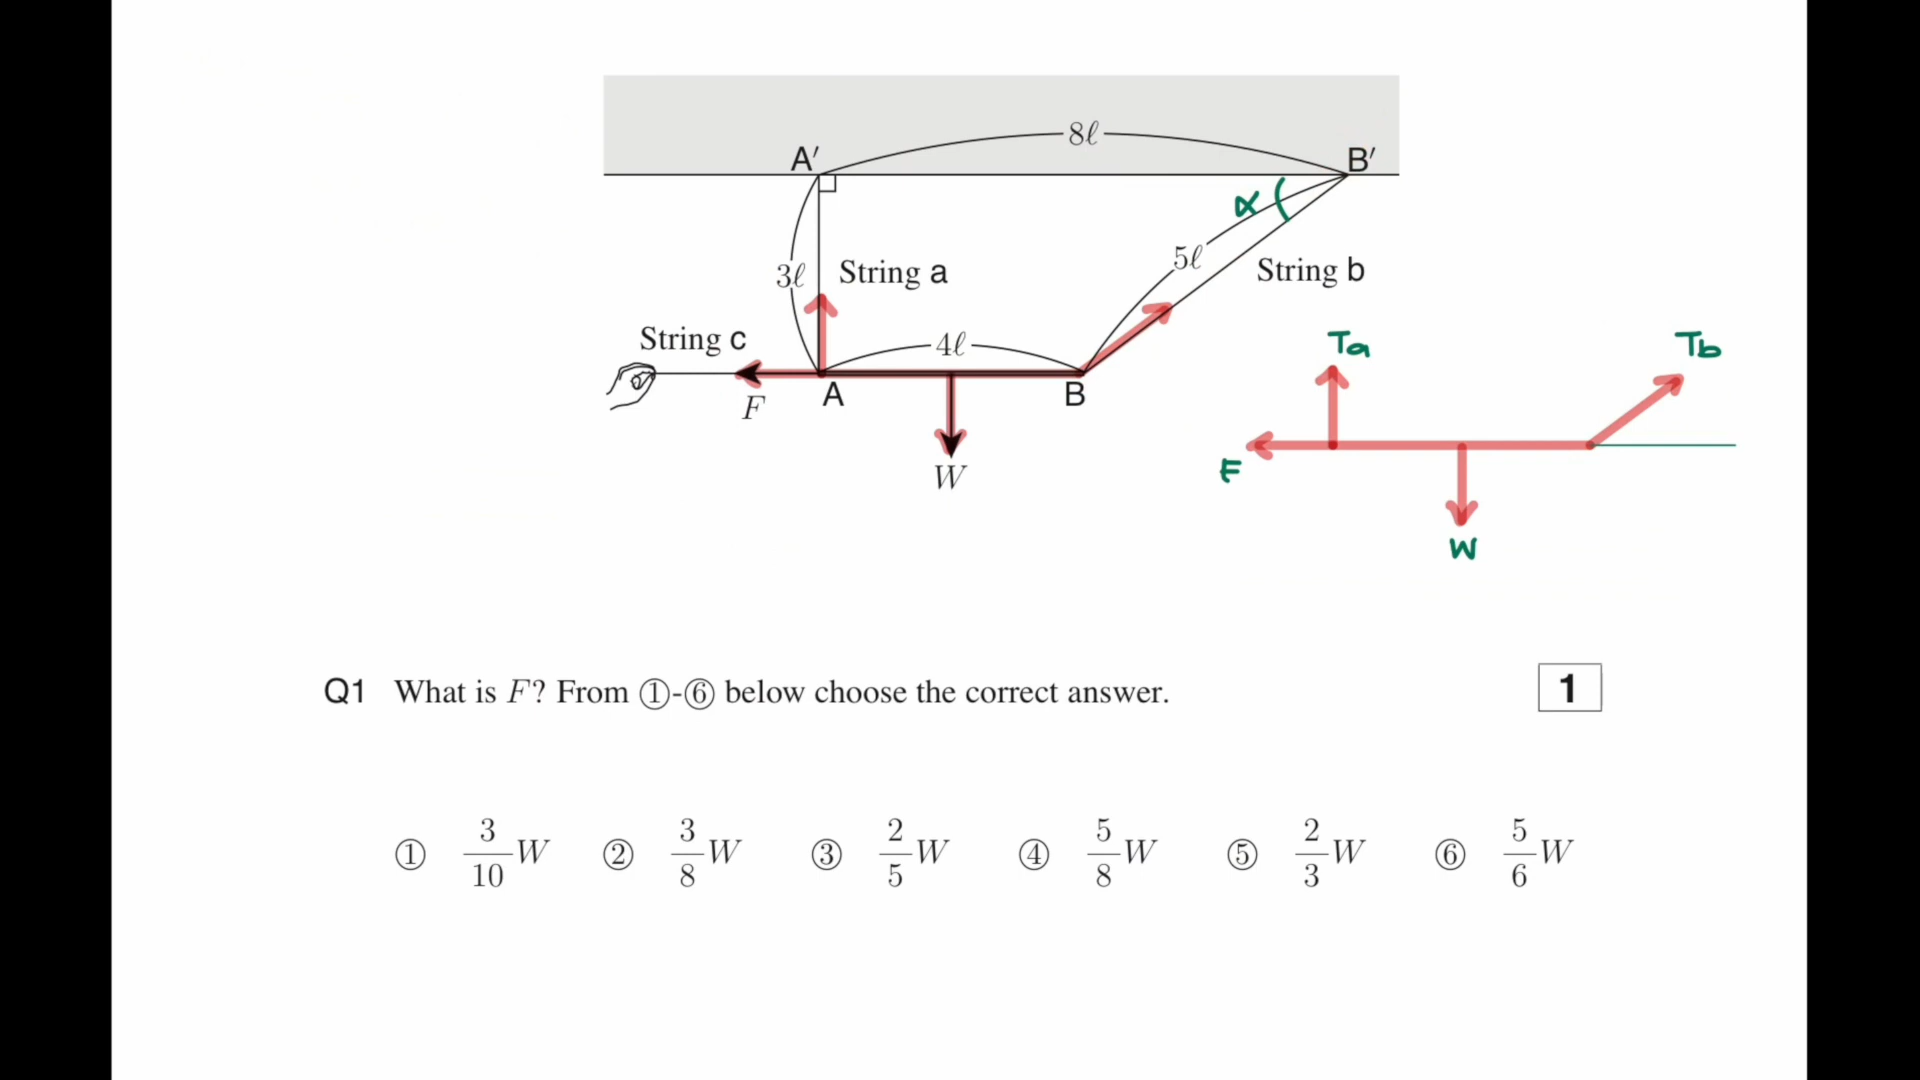 8ℓ
A′ B′
α
3ℓ String a 5ℓ String b
String c 4ℓ
F A B
W
Ta Tb
F
W
Q1 What is F? From ①-⑥ below choose the correct answer. 1
① 3/10 W ② 3/8 W ③ 2/5 W ④ 5/8 W ⑤ 2/3 W ⑥ 5/6 W